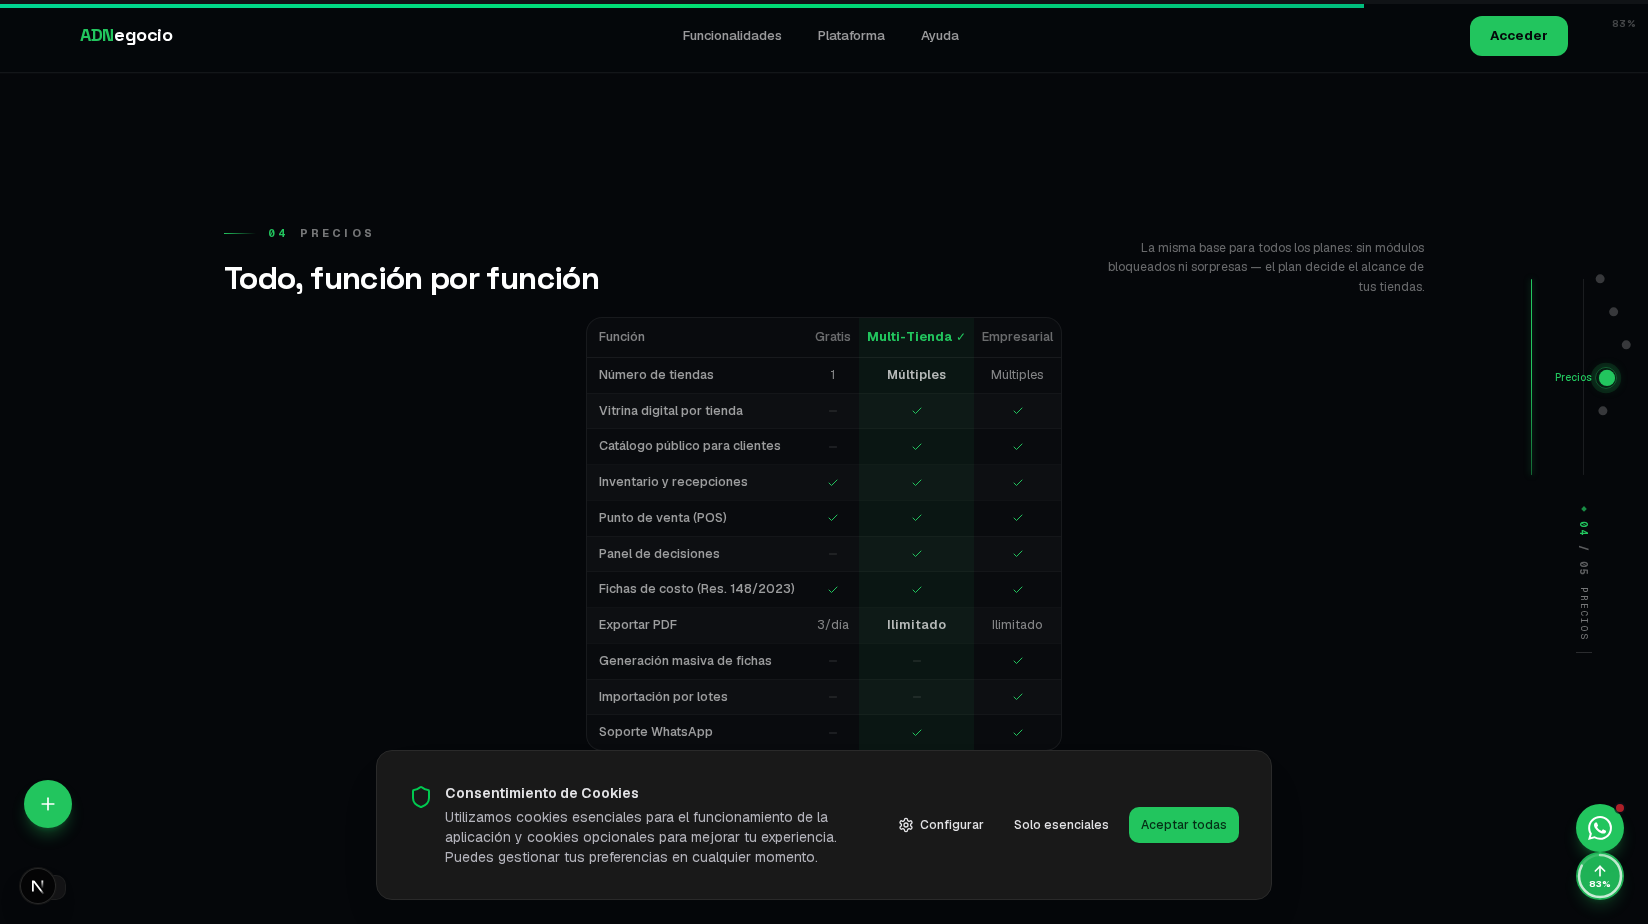 ADNegocio
Funcionalidades
Plataforma
Ayuda
Acceder
83%
04 PRECIOS
Todo, función por función
La misma base para todos los planes: sin módulos
bloqueados ni sorpresas — el plan decide el alcance de
tus tiendas.
Función Gratis Multi-Tienda ✓ Empresarial
Número de tiendas 1 Múltiples Múltiples
Vitrina digital por tienda — ✓ ✓
Catálogo público para clientes — ✓ ✓
Inventario y recepciones ✓ ✓ ✓
Punto de venta (POS) ✓ ✓ ✓
Panel de decisiones — ✓ ✓
Fichas de costo (Res. 148/2023) ✓ ✓ ✓
Exportar PDF 3/día Ilimitado Ilimitado
Generación masiva de fichas — — ✓
Importación por lotes — — ✓
Soporte WhatsApp — ✓ ✓
Precios
04 / 05 PRECIOS
Consentimiento de Cookies
Utilizamos cookies esenciales para el funcionamiento de la
aplicación y cookies opcionales para mejorar tu experiencia.
Puedes gestionar tus preferencias en cualquier momento.
Configurar
Solo esenciales
Aceptar todas
N
83%